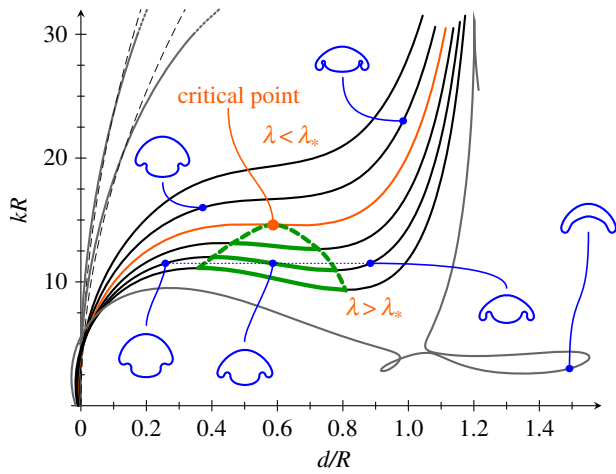 30
critical point
λ < λ*
20
kR
10
λ > λ*
0 0.2 0.4 0.6 0.8 1.0 1.2 1.4
d/R